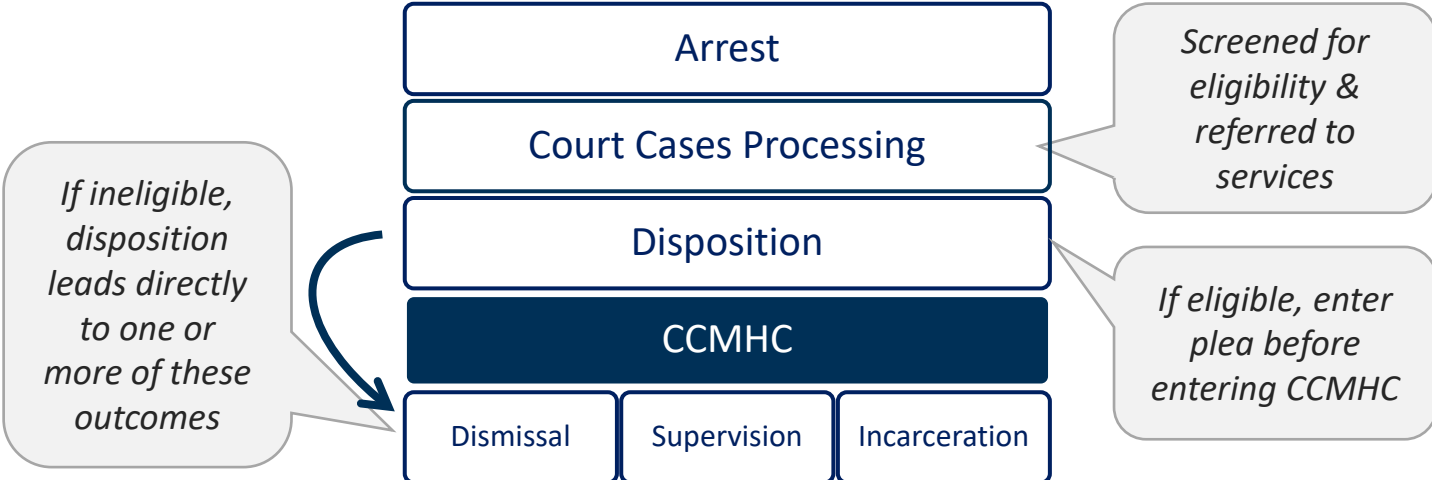 Arrest
Screened for
eligibility &
referred to
services
Court Cases Processing
If ineligible,
disposition
leads directly
to one or
more of these
outcomes
Disposition
If eligible, enter
plea before
entering CCMHC
CCMHC
Dismissal
Supervision
Incarceration